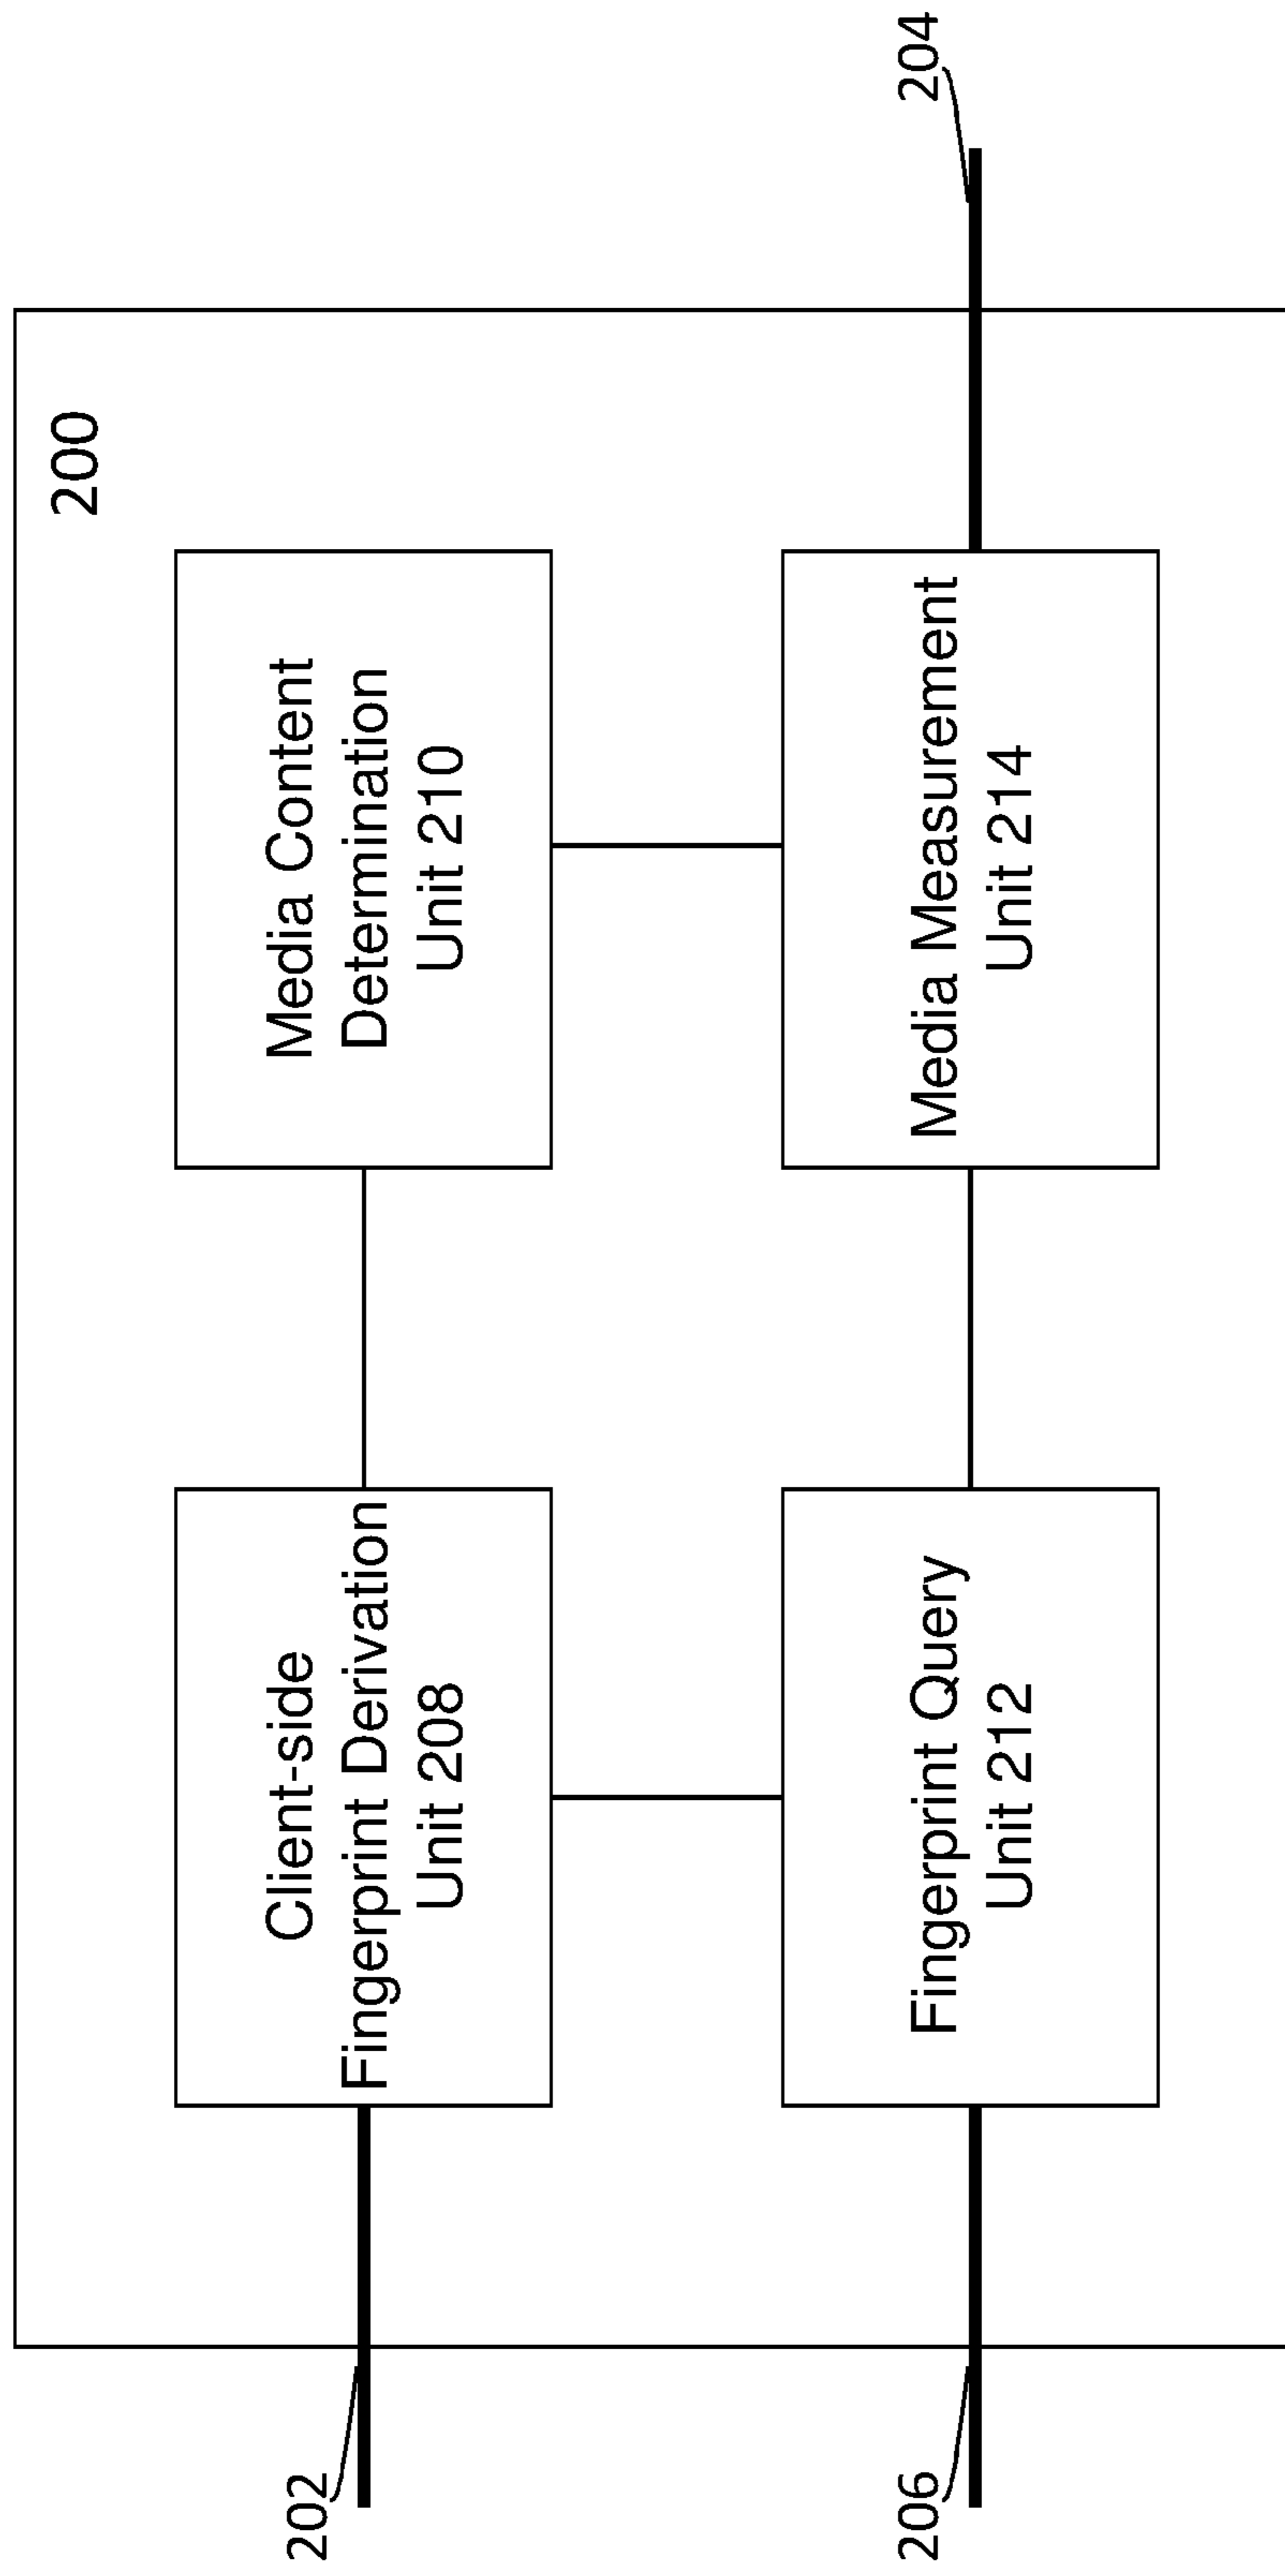 200
202
Client-side
Fingerprint Derivation
Unit 208
Media Content
Determination
Unit 210
204
206
Fingerprint Query
Unit 212
Media Measurement
Unit 214